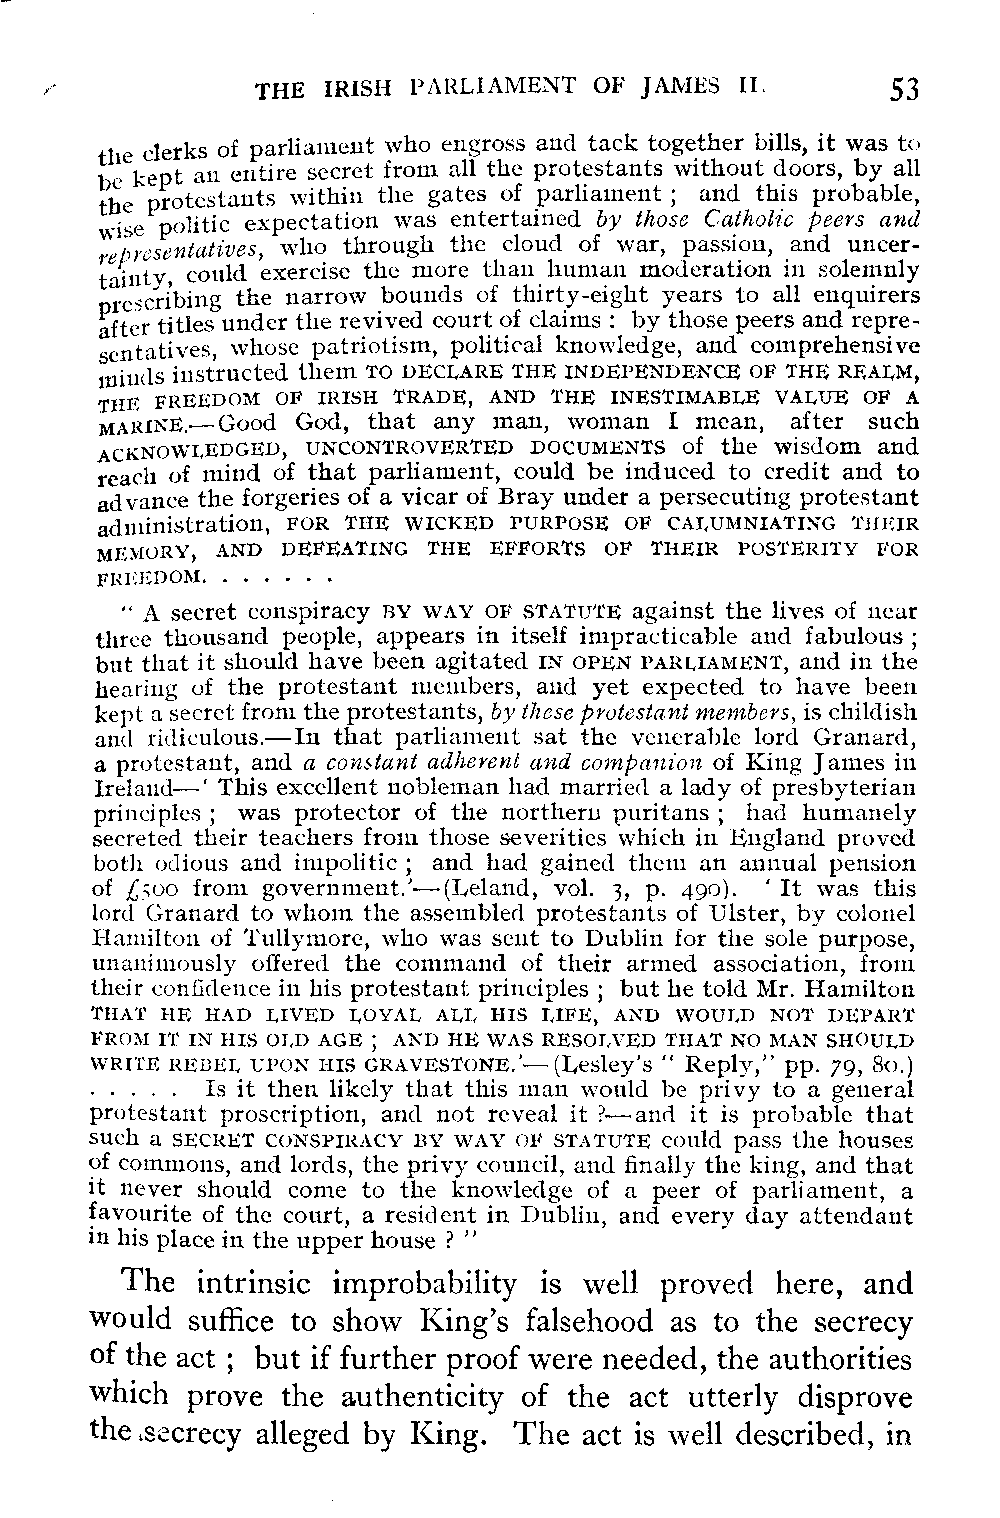 THE IRISH PARLIAMENT OF JAMES II. 53
the clerks of parliament who engross and tack together bills, it was to
be kept an entire secret from all the protestants without doors, by all
the protestants within the gates of parliament ; and this probable,
wise politic expectation was entertained by those Catholic peers and
representatives, who through the cloud of war, passion, and uncer-
tainty, could exercise the more than human moderation in solemnly
prescribing the narrow bounds of thirty-eight years to all enquirers
after titles under the revived court of claims : by those peers and repre-
sentatives, whose patriotism, political knowledge, and comprehensive
minds instructed them TO DECLARE THE INDEPENDENCE OF THE REALM,
THE FREEDOM OF IRISH TRADE, AND THE INESTIMABLE VALUE OF A
MARINE.—Good God, that any man, woman I mean, after such
ACKNOWLEDGED, UNCONTROVERTED DOCUMENTS of the wisdom and
reach of mind of that parliament, could be induced to credit and to
advance the forgeries of a vicar of Bray under a persecuting protestant
administration, FOR THE WICKED PURPOSE OF CALUMNIATING THEIR
MEMORY, AND DEFEATING THE EFFORTS OF THEIR POSTERITY FOR
FREEDOM. . . . . . .
“ A secret conspiracy BY WAY OF STATUTE against the lives of near
three thousand people, appears in itself impracticable and fabulous ;
but that it should have been agitated IN OPEN PARLIAMENT, and in the
hearing of the protestant members, and yet expected to have been
kept a secret from the protestants, by these protestant members, is childish
and ridiculous.—In that parliament sat the venerable lord Granard,
a protestant, and a constant adherent and companion of King James in
Ireland—‘ This excellent nobleman had married a lady of presbyterian
principles ; was protector of the northern puritans ; had humanely
secreted their teachers from those severities which in England proved
both odious and impolitic ; and had gained them an annual pension
of £500 from government.’—(Leland, vol. 3, p. 490). ‘ It was this
lord Granard to whom the assembled protestants of Ulster, by colonel
Hamilton of Tullymore, who was sent to Dublin for the sole purpose,
unanimously offered the command of their armed association, from
their confidence in his protestant principles ; but he told Mr. Hamilton
THAT HE HAD LIVED LOYAL ALL HIS LIFE, AND WOULD NOT DEPART
FROM IT IN HIS OLD AGE ; AND HE WAS RESOLVED THAT NO MAN SHOULD
WRITE REBEL UPON HIS GRAVESTONE.’—(Lesley’s “ Reply,” pp. 79, 80.)
. . . . . Is it then likely that this man would be privy to a general
protestant proscription, and not reveal it ?—and it is probable that
such a SECRET CONSPIRACY BY WAY OF STATUTE could pass the houses
of commons, and lords, the privy council, and finally the king, and that
it never should come to the knowledge of a peer of parliament, a
favourite of the court, a resident in Dublin, and every day attendant
in his place in the upper house ? ”
The intrinsic improbability is well proved here, and
would suffice to show King’s falsehood as to the secrecy
of the act ; but if further proof were needed, the authorities
which prove the authenticity of the act utterly disprove
the secrecy alleged by King. The act is well described, in